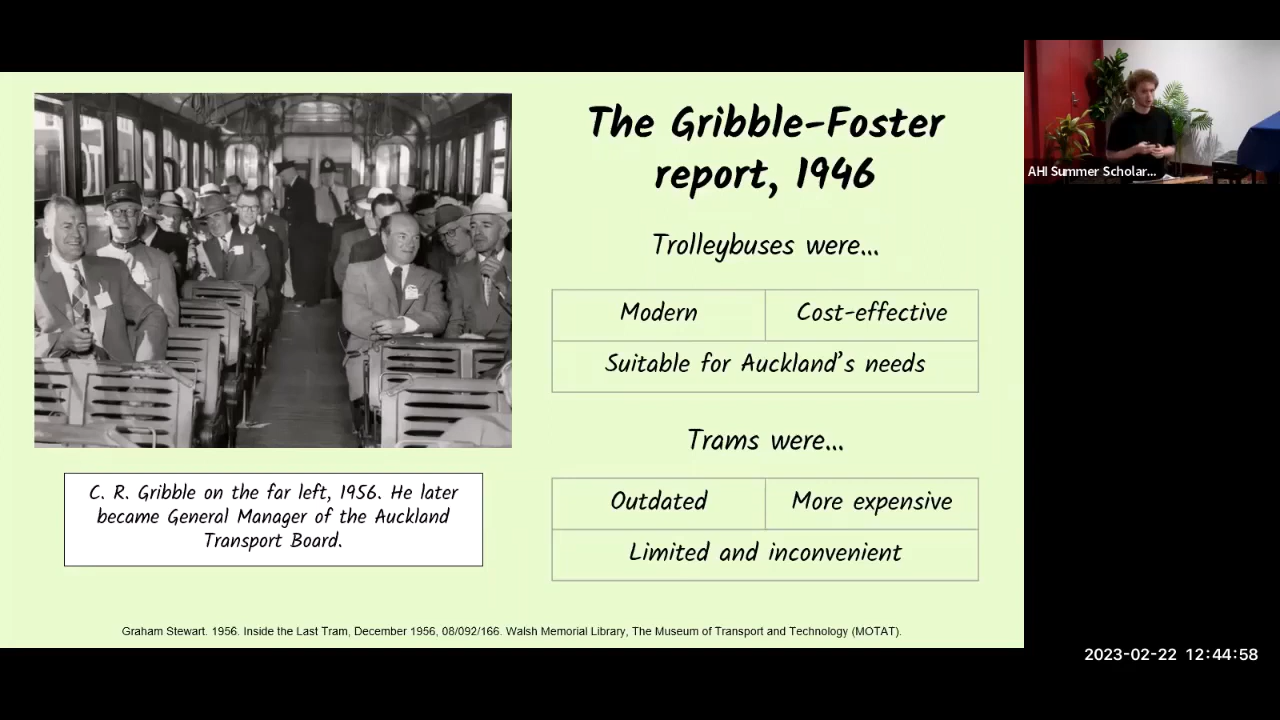 The Gribble-Foster
report, 1946
Trolleybuses were...
Modern
Cost-effective
Suitable for Auckland's needs
Trams were...
Outdated
More expensive
Limited and inconvenient
C. R. Gribble on the far left, 1956. He later
became General Manager of the Auckland
Transport Board.
Graham Stewart. 1956. Inside the Last Tram, December 1956, 08/092/166. Walsh Memorial Library, The Museum of Transport and Technology (MOTAT).
AHI Summer Scholar...
2023-02-22 12:44:58